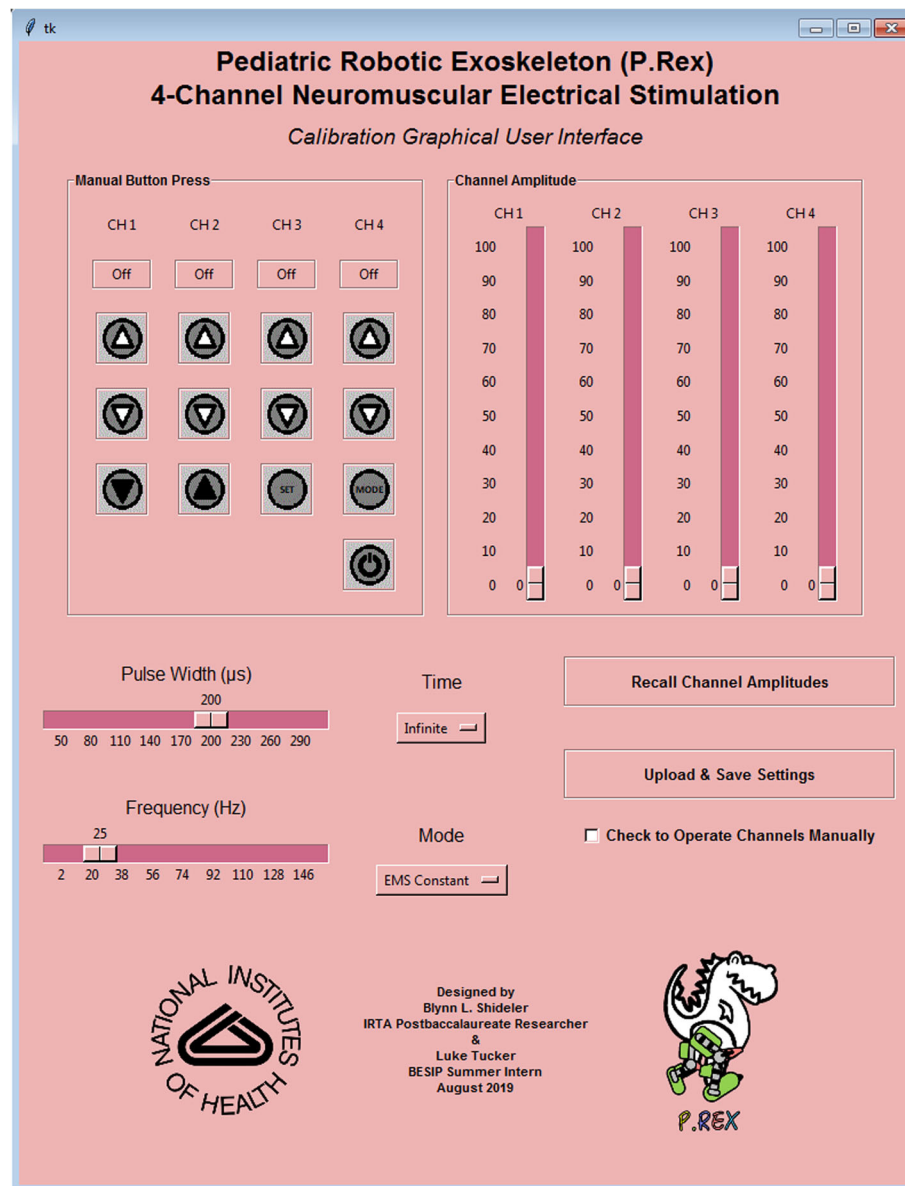 tk
Pediatric Robotic Exoskeleton (P.Rex)
4-Channel Neuromuscular Electrical Stimulation
Calibration Graphical User Interface
Manual Button Press
CH 1 CH 2 CH 3 CH 4
Off Off Off Off
SET MODE
Channel Amplitude
CH 1 CH 2 CH 3 CH 4
100 100 100 100
90 90 90 90
80 80 80 80
70 70 70 70
60 60 60 60
50 50 50 50
40 40 40 40
30 30 30 30
20 20 20 20
10 10 10 10
0 0 0 0 0 0 0 0
Pulse Width (µs)
200
50 80 110 140 170 200 230 260 290
Time
Infinite
Recall Channel Amplitudes
Upload & Save Settings
Frequency (Hz)
25
2 20 38 56 74 92 110 128 146
Mode
EMS Constant
Check to Operate Channels Manually
NATIONAL INSTITUTES
OF HEALTH
Designed by
Blynn L. Shideler
IRTA Postbaccalaureate Researcher
&
Luke Tucker
BESIP Summer Intern
August 2019
P.REX